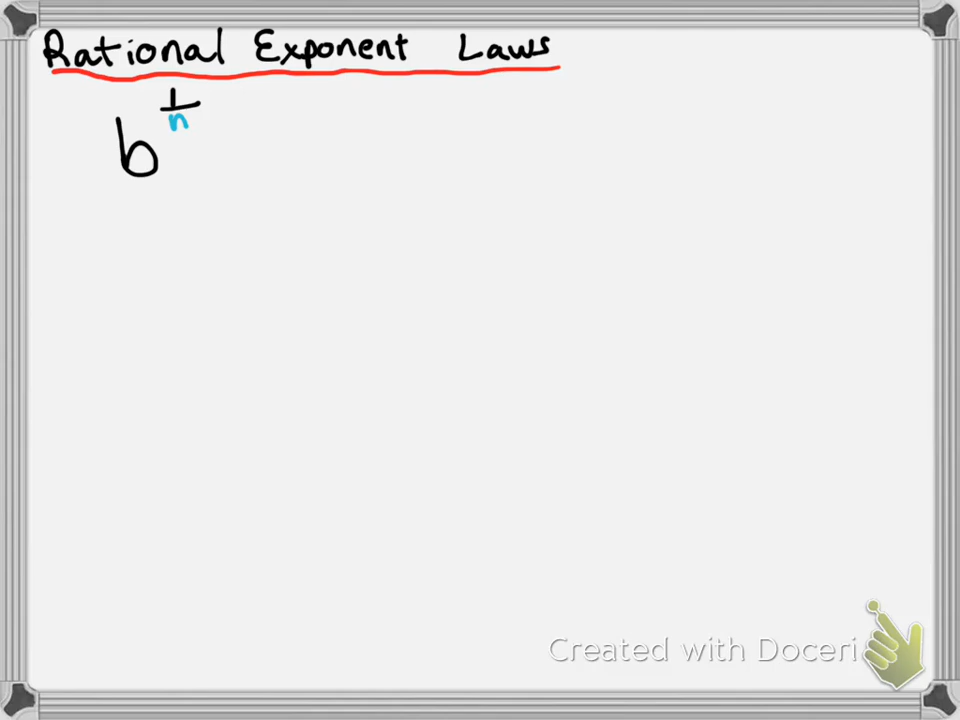 Rational Exponent Laws
b^{1/n}
Created with Doceri